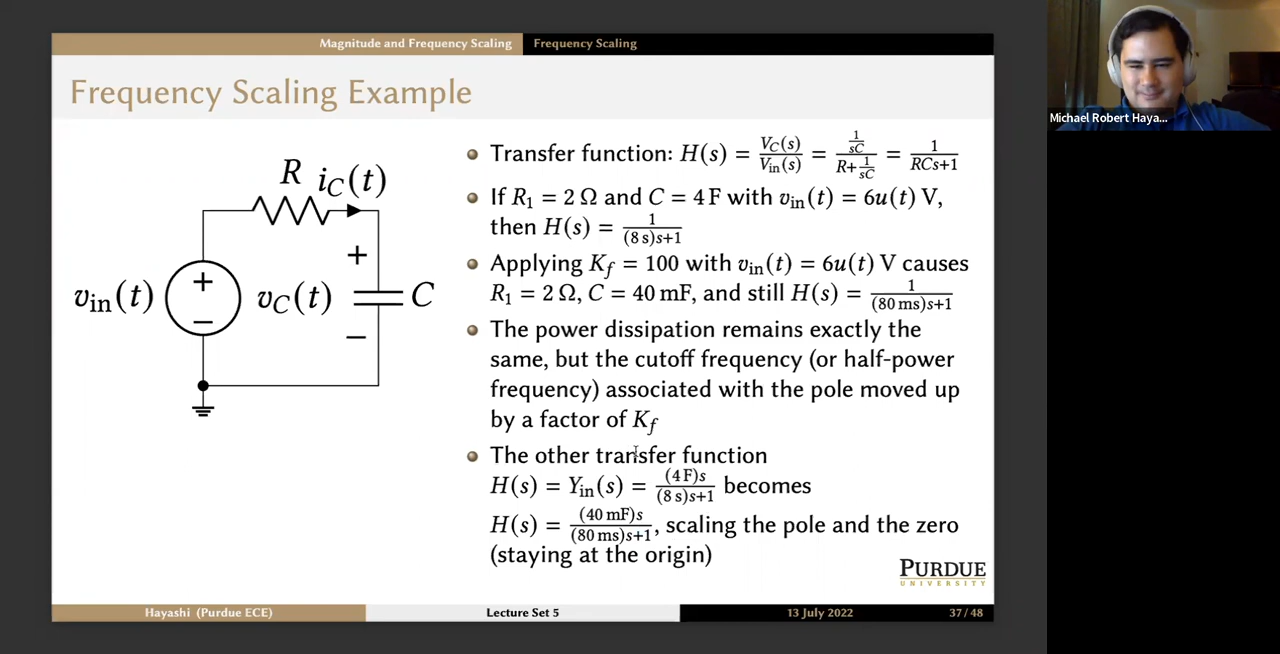 Magnitude and Frequency Scaling Frequency Scaling
Frequency Scaling Example
Michael Robert Haya...
R i_C(t)
+
v_in(t) + − v_C(t) C
−
Transfer function: H(s) = V_C(s)/V_in(s) = (1/sC)/(R+1/sC) = 1/(RCs+1)
If R₁ = 2 Ω and C = 4 F with v_in(t) = 6u(t) V,
then H(s) = 1/((8 s)s+1)
Applying K_f = 100 with v_in(t) = 6u(t) V causes
R₁ = 2 Ω, C = 40 mF, and still H(s) = 1/((80 ms)s+1)
The power dissipation remains exactly the
same, but the cutoff frequency (or half-power
frequency) associated with the pole moved up
by a factor of K_f
The other transfer function
H(s) = Y_in(s) = (4 F)s/((8 s)s+1) becomes
H(s) = (40 mF)s/((80 ms)s+1), scaling the pole and the zero
(staying at the origin)
PURDUE
UNIVERSITY
Hayashi (Purdue ECE) Lecture Set 5 13 July 2022 37 / 48